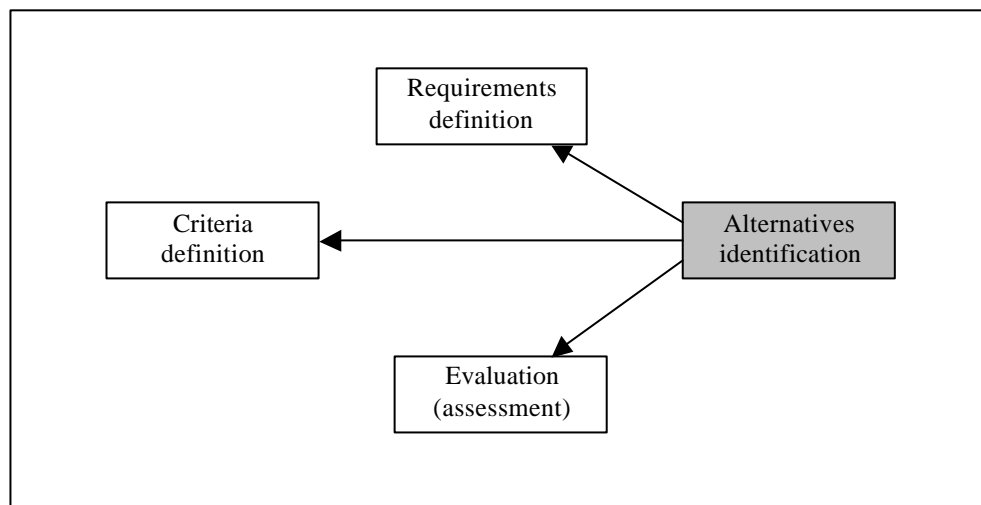 Requirements
definition
Criteria
definition
Alternatives
identification
Evaluation
(assessment)